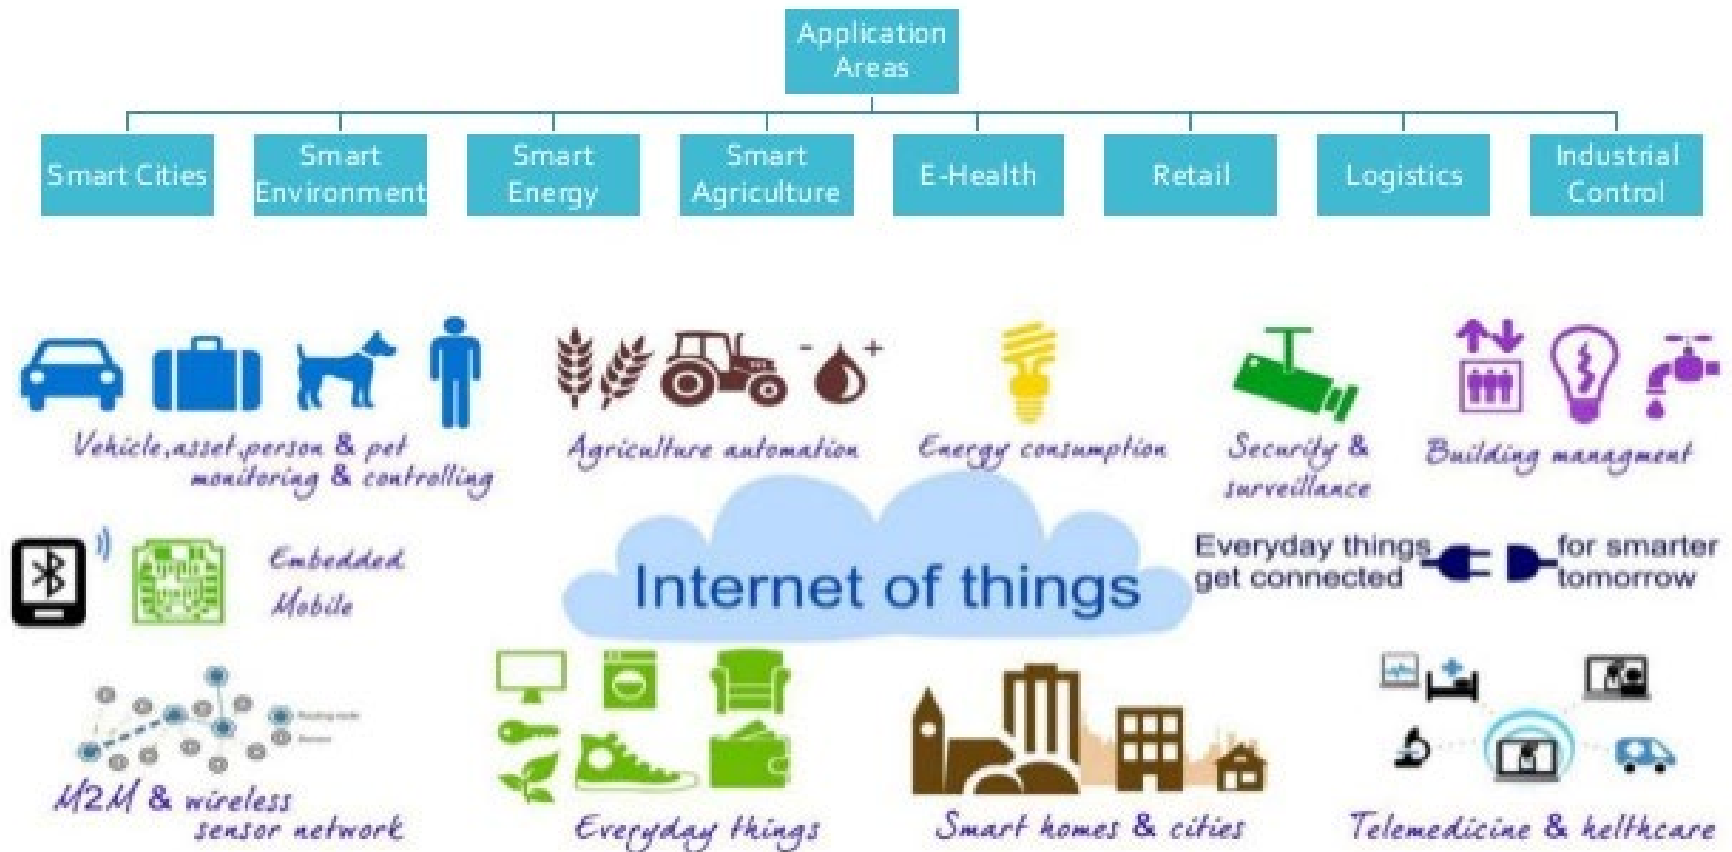 Application
Areas
Smart Cities
Smart
Environment
Smart
Energy
Smart
Agriculture
E-Health
Retail
Logistics
Industrial
Control
Vehicle,asset,person & pet
monitoring & controlling
Agriculture automation
Energy consumption
Security &
surveillance
Building managment
Embedded
Mobile
Internet of things
Everyday things
get connected
for smarter
tomorrow
M2M & wireless
sensor network
Everyday things
Smart homes & cities
Telemedicine & helthcare